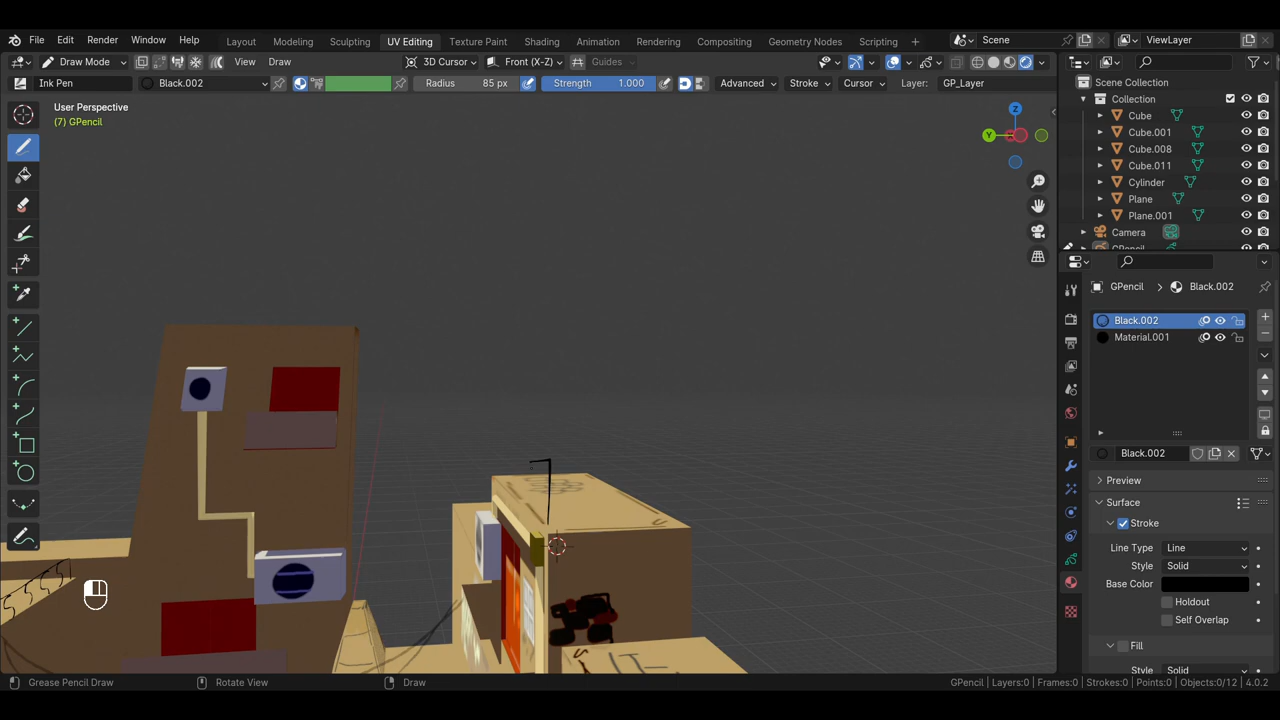 File Edit Render Window Help Layout Modeling Sculpting UV Editing Texture Paint Shading Animation Rendering Compositing Geometry Nodes Scripting + Scene ViewLayer
Draw Mode View Draw 3D Cursor Front (X-Z) Guides
Ink Pen Black.002 Radius 85 px Strength 1.000 Advanced Stroke Cursor Layer: GP_Layer
User Perspective
(7) GPencil
Z
Y
Scene Collection
Collection
Cube
Cube.001
Cube.008
Cube.011
Cylinder
Plane
Plane.001
Camera
GPencil
GPencil > Black.002
Black.002
Material.001
Black.002
Preview
Surface
Stroke
Line Type Line
Style Solid
Base Color
Holdout
Self Overlap
Fill
Style Solid
Grease Pencil Draw Rotate View Draw GPencil | Layers:0 | Frames:0 | Strokes:0 | Points:0 | Objects:0/12 | 4.0.2